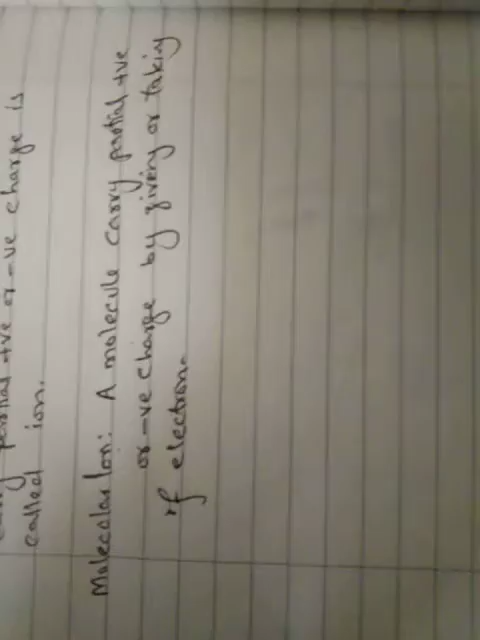 partial +ve or -ve charge is
called ion.
Molecular Ion: A molecule carry partial +ve
or -ve charge by giving or taking
of electron.